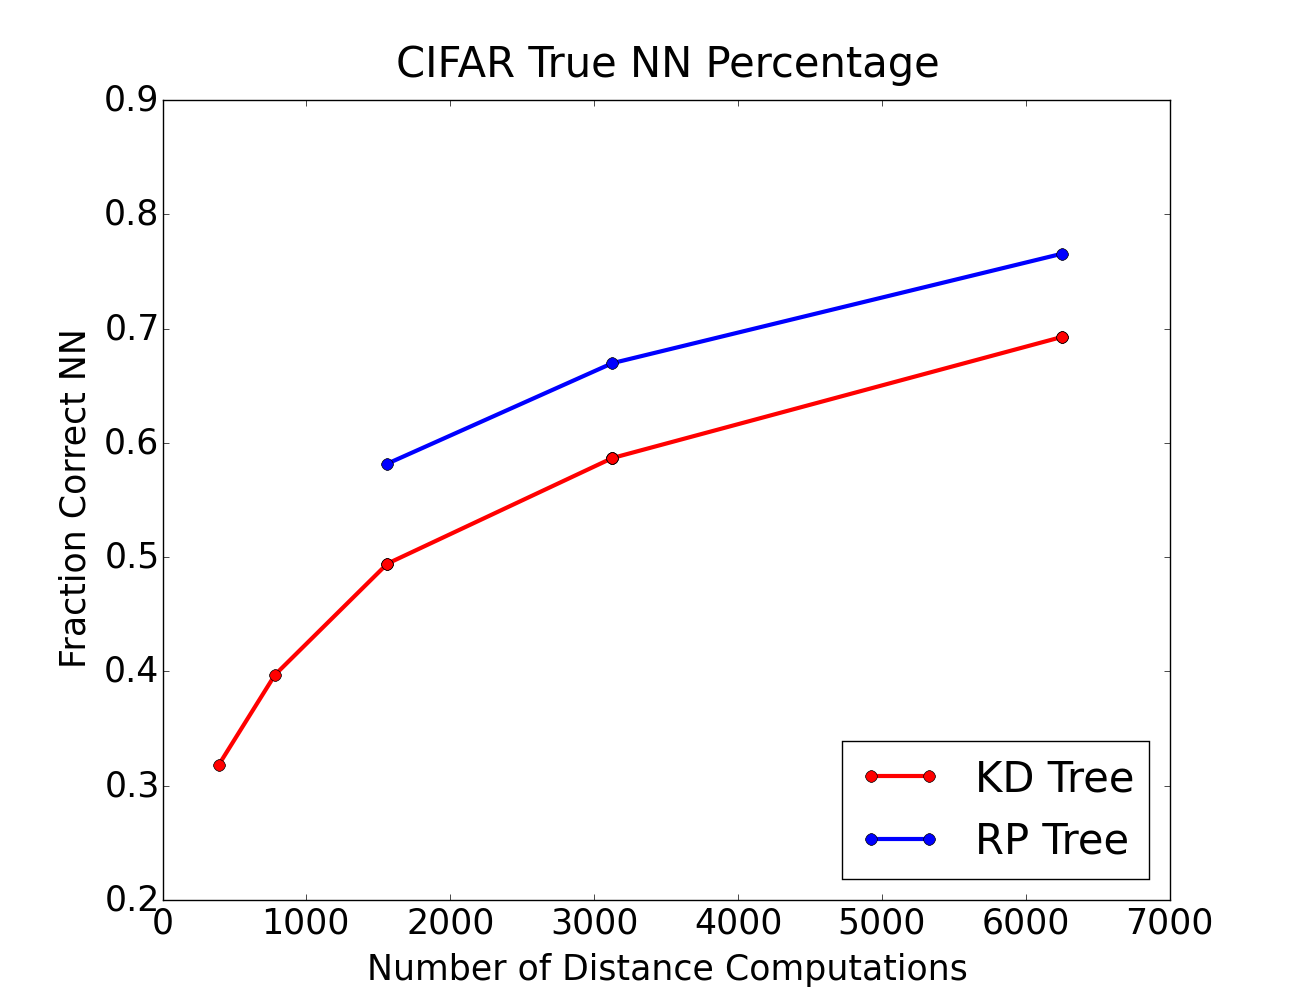 CIFAR True NN Percentage
0.9
0.8
0.7
0.6
0.5
0.4
0.3
0.2
Fraction Correct NN
KD Tree
RP Tree
0 1000 2000 3000 4000 5000 6000 7000
Number of Distance Computations